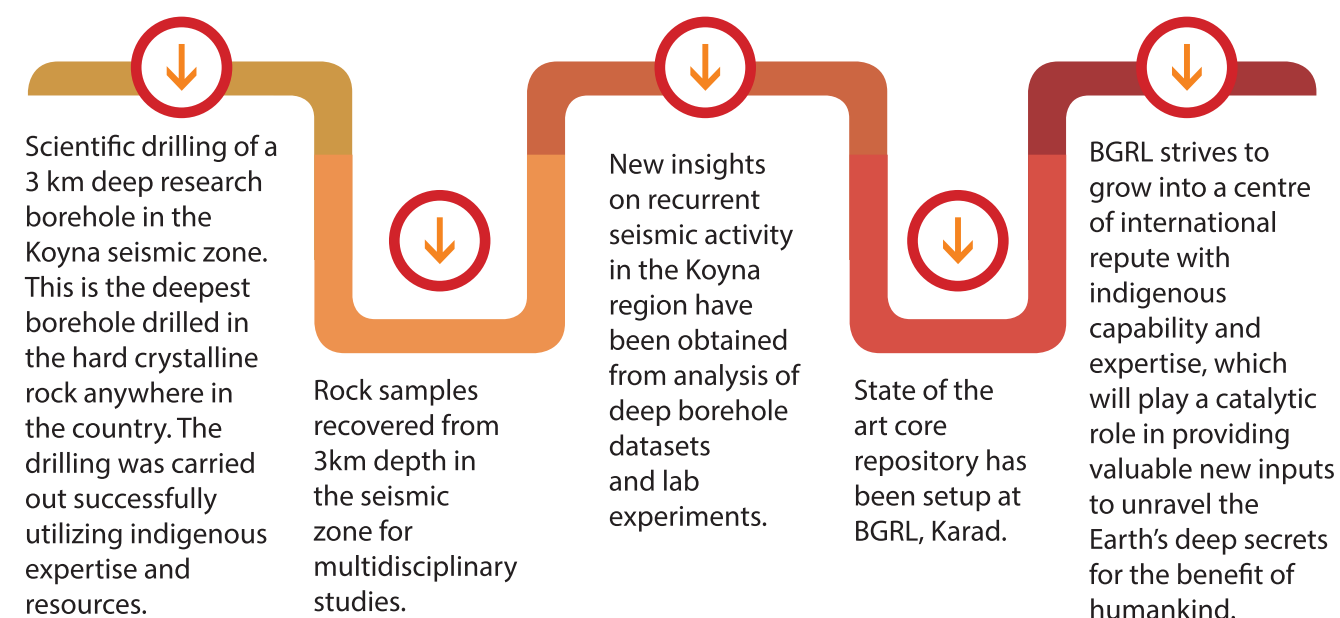 Scientific drilling of a
3 km deep research
borehole in the
Koyna seismic zone.
This is the deepest
borehole drilled in
the hard crystalline
rock anywhere in
the country. The
drilling was carried
out successfully
utilizing indigenous
expertise and
resources.
Rock samples
recovered from
3km depth in
the seismic
zone for
multidisciplinary
studies.
New insights
on recurrent
seismic activity
in the Koyna
region have
been obtained
from analysis of
deep borehole
datasets
and lab
experiments.
State of the
art core
repository has
been setup at
BGRL, Karad.
BGRL strives to
grow into a centre
of international
repute with
indigenous
capability and
expertise, which
will play a catalytic
role in providing
valuable new inputs
to unravel the
Earth's deep secrets
for the benefit of
humankind.